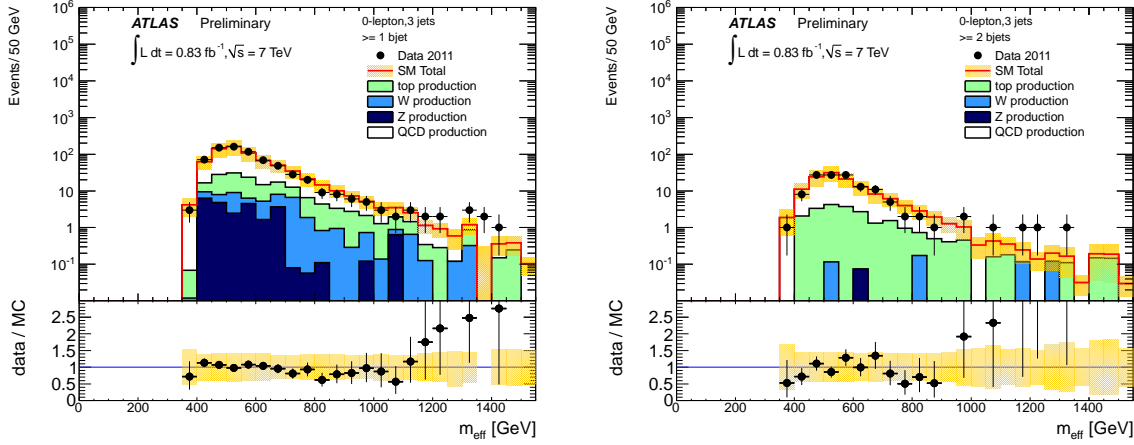 ATLAS Preliminary
∫ L dt = 0.83 fb⁻¹, √s = 7 TeV
0-lepton,3 jets
>= 1 bjet
Data 2011
SM Total
top production
W production
Z production
QCD production
Events/ 50 GeV
10⁶
10⁵
10⁴
10³
10²
10
1
10⁻¹
data / MC
2.5
2
1.5
1
0.5
0
0 200 400 600 800 1000 1200 1400
m_eff [GeV]
ATLAS Preliminary
∫ L dt = 0.83 fb⁻¹, √s = 7 TeV
0-lepton,3 jets
>= 2 bjets
Data 2011
SM Total
top production
W production
Z production
QCD production
Events/ 50 GeV
10⁶
10⁵
10⁴
10³
10²
10
1
10⁻¹
data / MC
2.5
2
1.5
1
0.5
0
0 200 400 600 800 1000 1200 1400
m_eff [GeV]